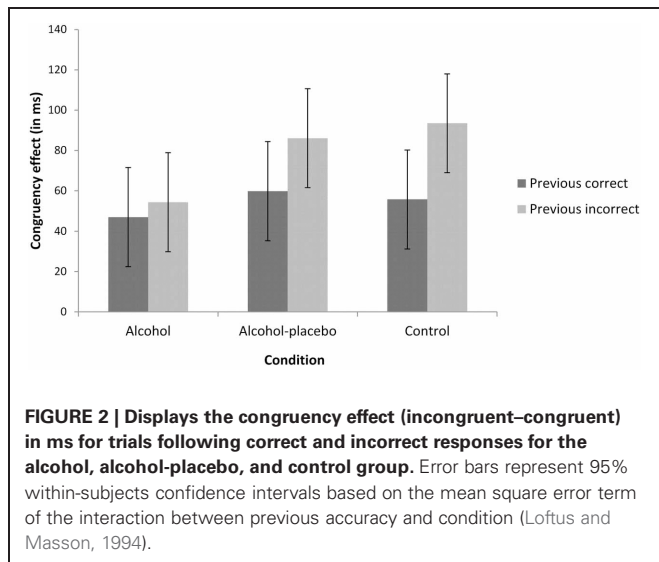 140
120
100
80
60
40
20
0
Congruency effect (in ms)
Previous correct
Previous incorrect
Alcohol
Alcohol-placebo
Control
Condition
FIGURE 2 | Displays the congruency effect (incongruent–congruent)
in ms for trials following correct and incorrect responses for the
alcohol, alcohol-placebo, and control group. Error bars represent 95%
within-subjects confidence intervals based on the mean square error term
of the interaction between previous accuracy and condition (Loftus and
Masson, 1994).